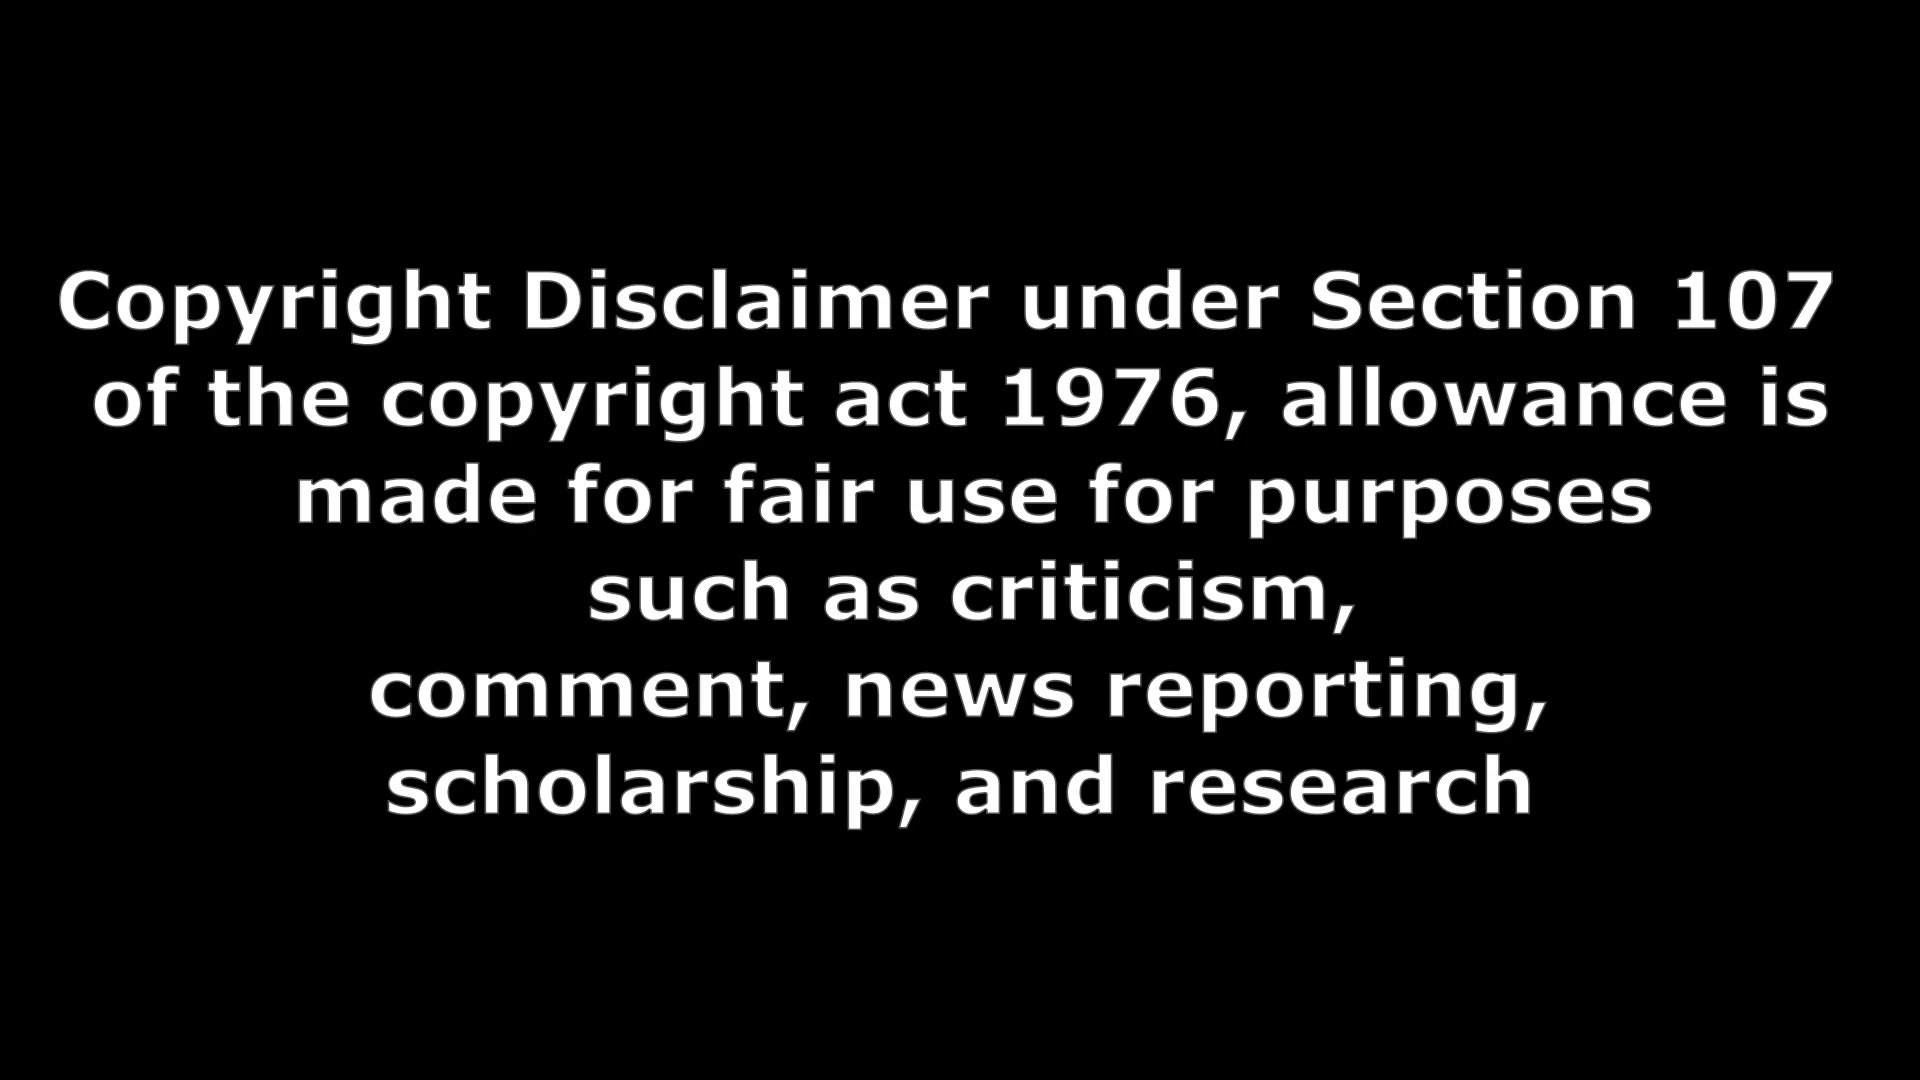 Copyright Disclaimer under Section 107
of the copyright act 1976, allowance is
made for fair use for purposes
such as criticism,
comment, news reporting,
scholarship, and research